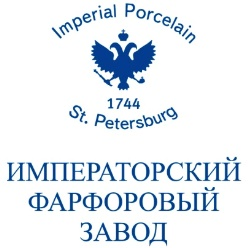 Imperial Porcelain
1744
St. Petersburg
ИМПЕРАТОРСКИЙ
ФАРФОРОВЫЙ
ЗАВОД